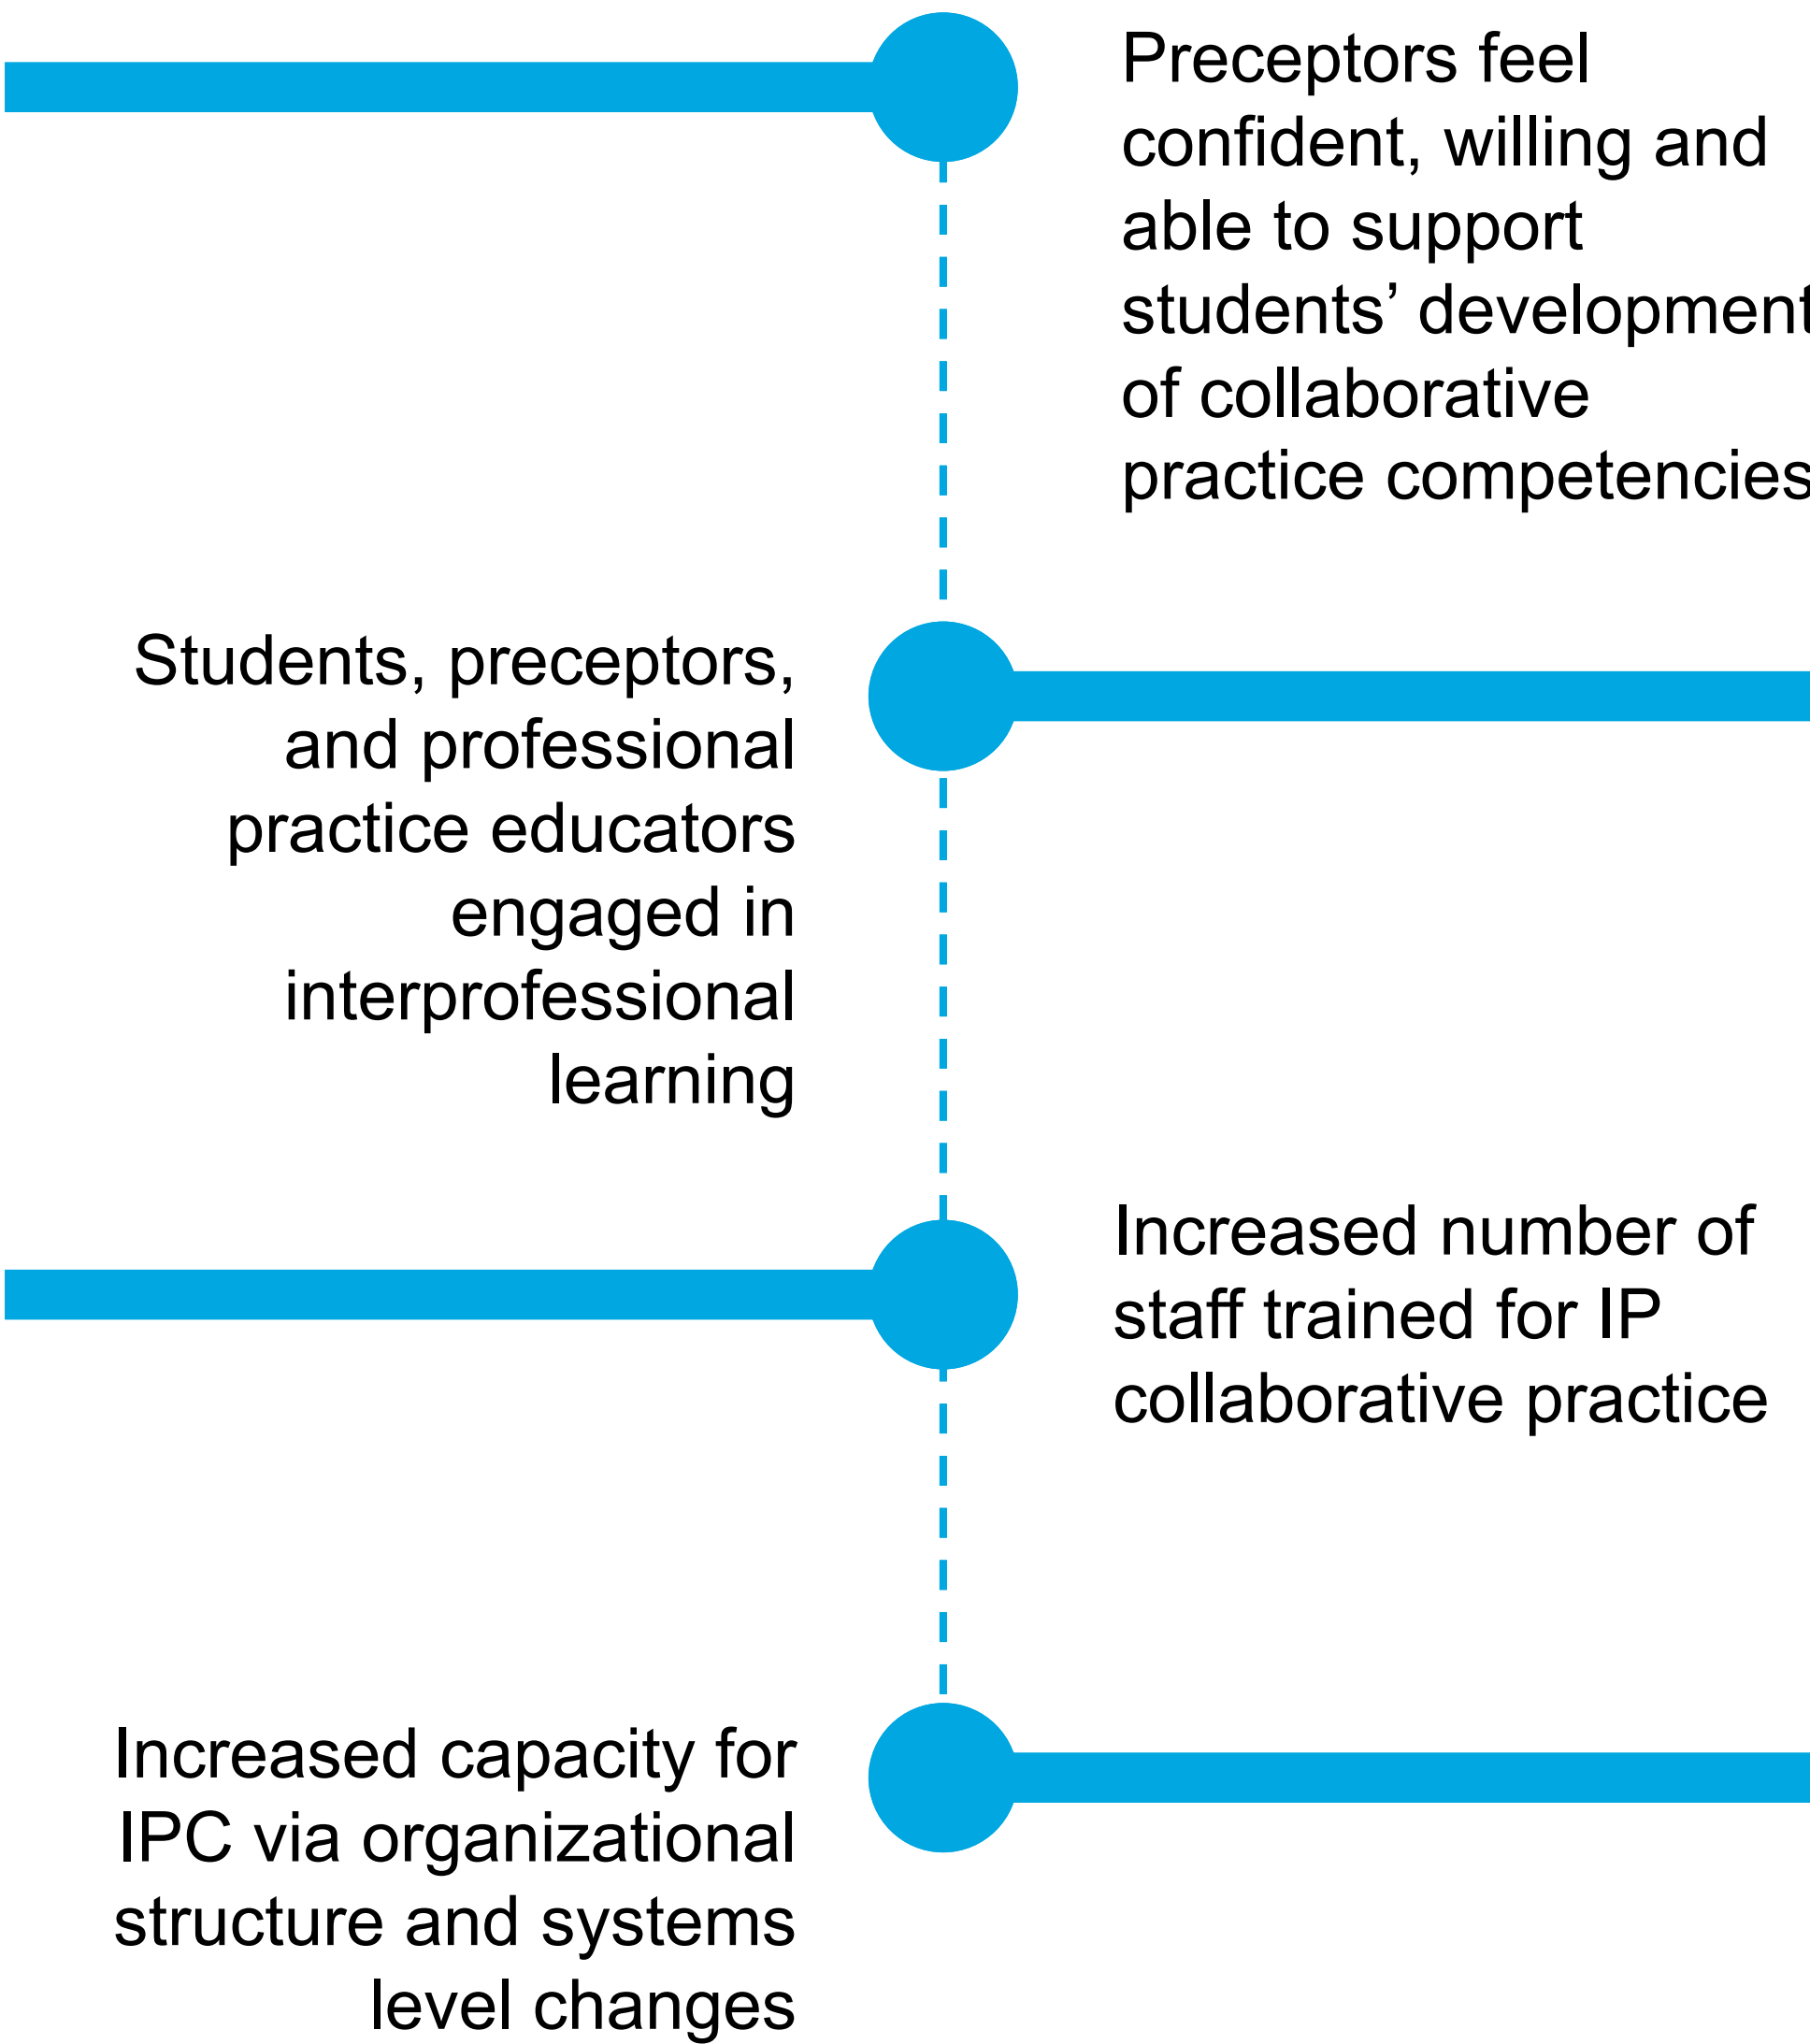 Preceptors feel
confident, willing and
able to support
students’ development
of collaborative
practice competencies
Students, preceptors,
and professional
practice educators
engaged in
interprofessional
learning
Increased number of
staff trained for IP
collaborative practice
Increased capacity for
IPC via organizational
structure and systems
level changes